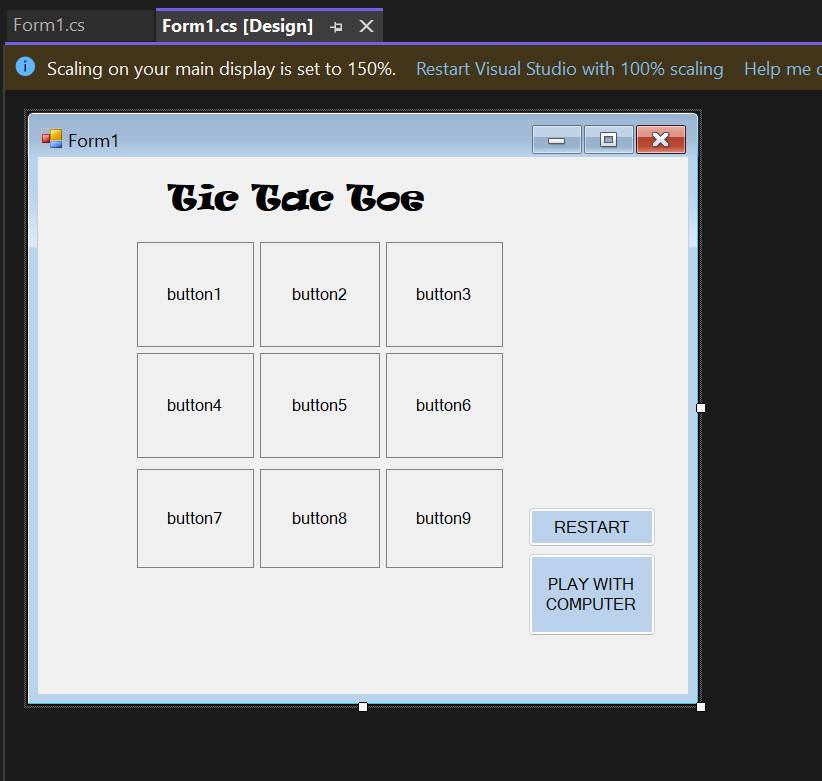 Form1.cs
Form1.cs [Design]
Scaling on your main display is set to 150%. Restart Visual Studio with 100% scaling Help me
Form1
Tic Tac Toe
button1 button2 button3
button4 button5 button6
button7 button8 button9
RESTART
PLAY WITH
COMPUTER